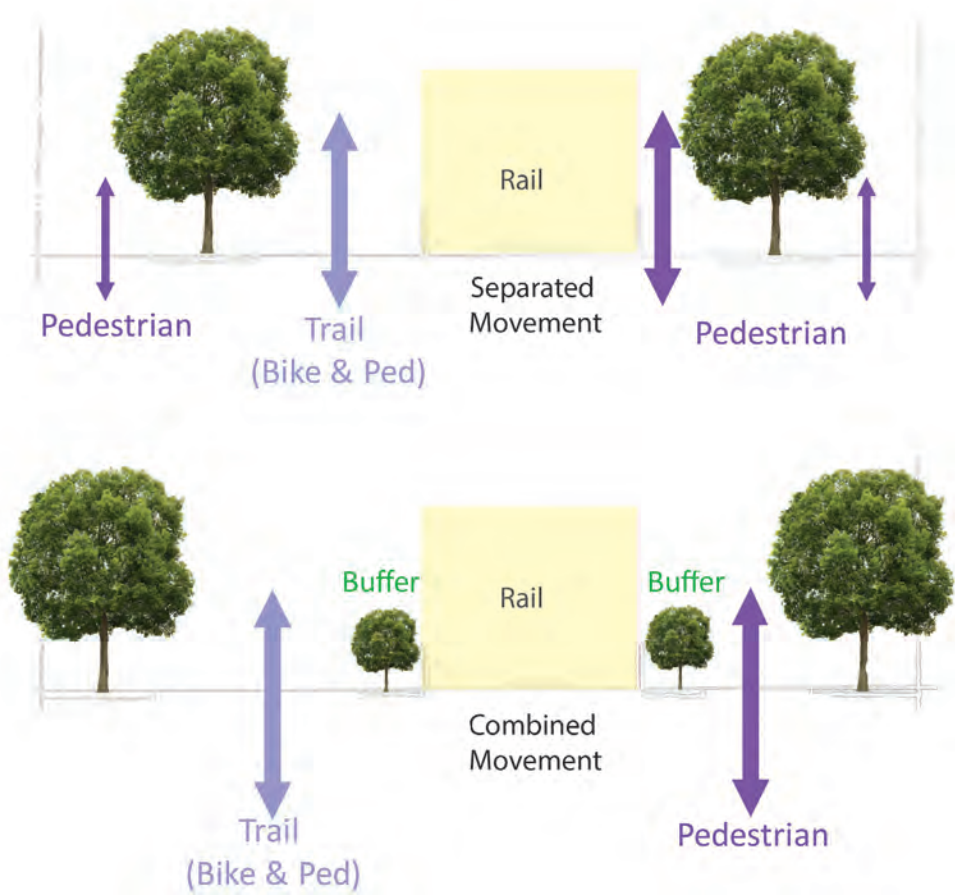 Rail
Separated
Movement
Pedestrian
Trail
(Bike & Ped)
Pedestrian
Buffer
Rail
Buffer
Combined
Movement
Trail
(Bike & Ped)
Pedestrian